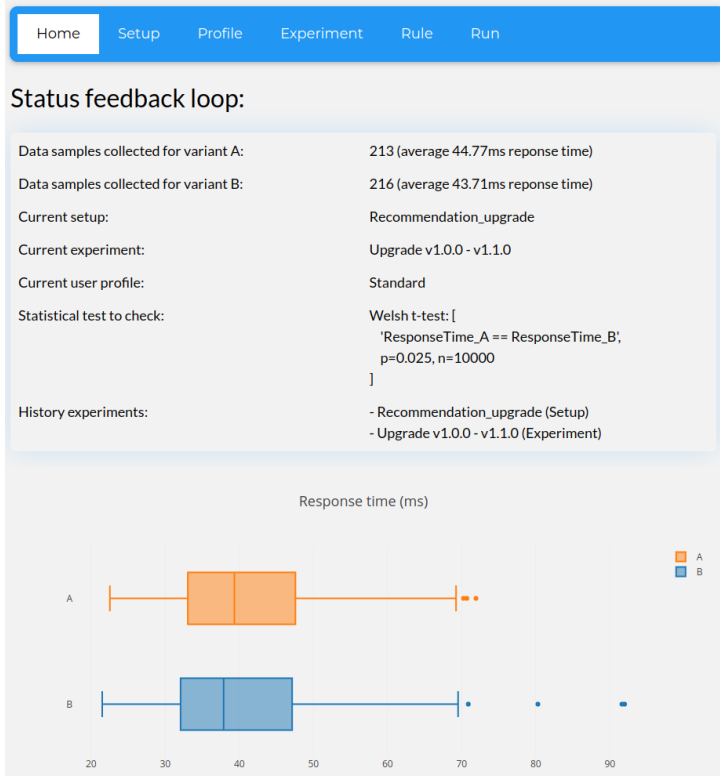 Home Setup Profile Experiment Rule Run
Status feedback loop:
Data samples collected for variant A: 213 (average 44.77ms reponse time)
Data samples collected for variant B: 216 (average 43.71ms reponse time)
Current setup: Recommendation_upgrade
Current experiment: Upgrade v1.0.0 - v1.1.0
Current user profile: Standard
Statistical test to check: Welsh t-test: [
'ResponseTime_A == ResponseTime_B',
p=0.025, n=10000
]
History experiments: - Recommendation_upgrade (Setup)
- Upgrade v1.0.0 - v1.1.0 (Experiment)
Response time (ms)
A
B
A
B
20 30 40 50 60 70 80 90